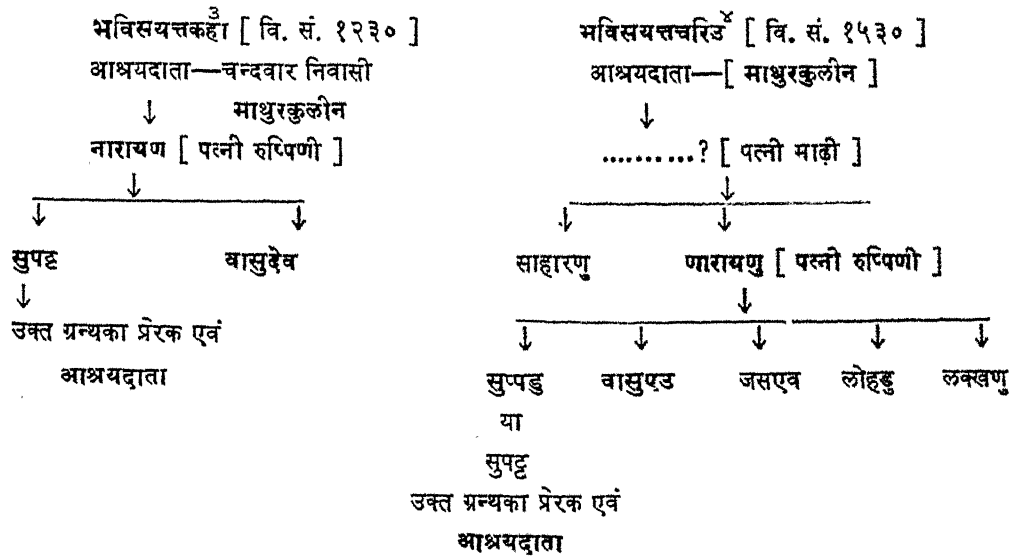 भविसयत्तकहा³ [ वि. सं. १२३० ]
आश्रयदाता—चन्दवार निवासी
माथुरकुलीन
नारायण [ पत्नी रुप्पिणी ]
सुपट्ट वासुदेव
उक्त ग्रन्थका प्रेरक एवं
आश्रयदाता
भविसयत्तचरिउ⁴ [ वि. सं. १५३० ]
आश्रयदाता—[ माथुरकुलीन ]
..........? [ पत्नी माढ़ी ]
साहारणु णारायणु [ पत्नी रुप्पिणी ]
सुप्पडु वासुएउ जसएव लोहडु लक्खणु
या
सुपट्ट
उक्त ग्रन्थका प्रेरक एवं
आश्रयदाता